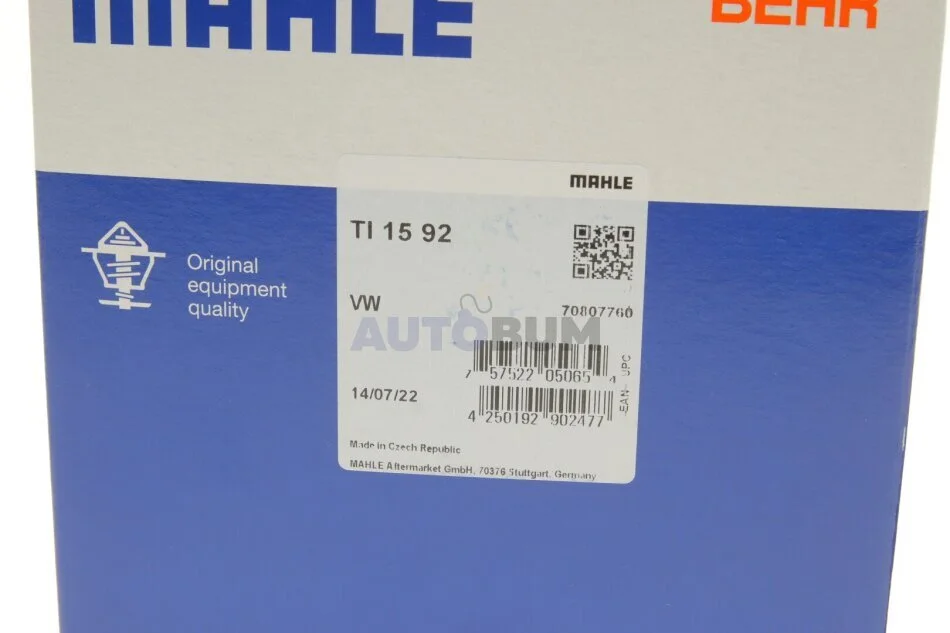 MAHLE
BEHR
MAHLE
TI 15 92
Original
equipment
quality
VW
70807760
AUTOBUM
7 57522 05065 4
UPC
14/07/22
EAN
4 250192 902477
Made in Czech Republic
MAHLE Aftermarket GmbH, 70376 Stuttgart, Germany